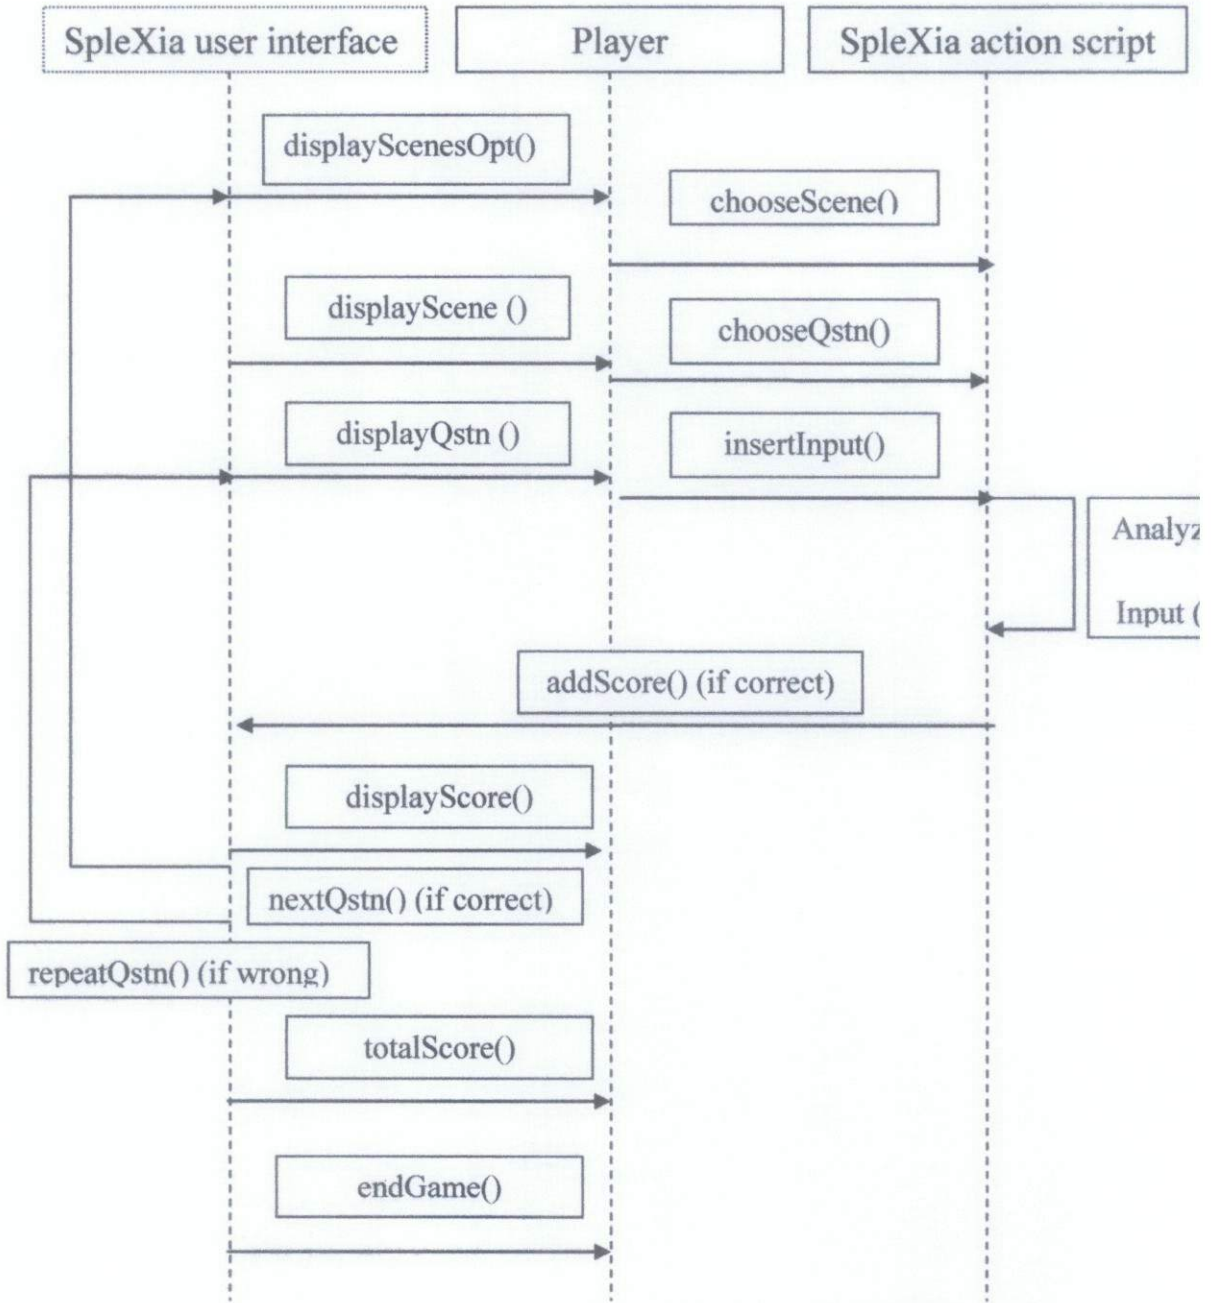 SpleXia user interface
Player
SpleXia action script
displayScenesOpt()
chooseScene()
displayScene ()
chooseQstn()
displayQstn ()
insertInput()
Analyz
Input (
addScore() (if correct)
displayScore()
nextQstn() (if correct)
repeatQstn() (if wrong)
totalScore()
endGame()